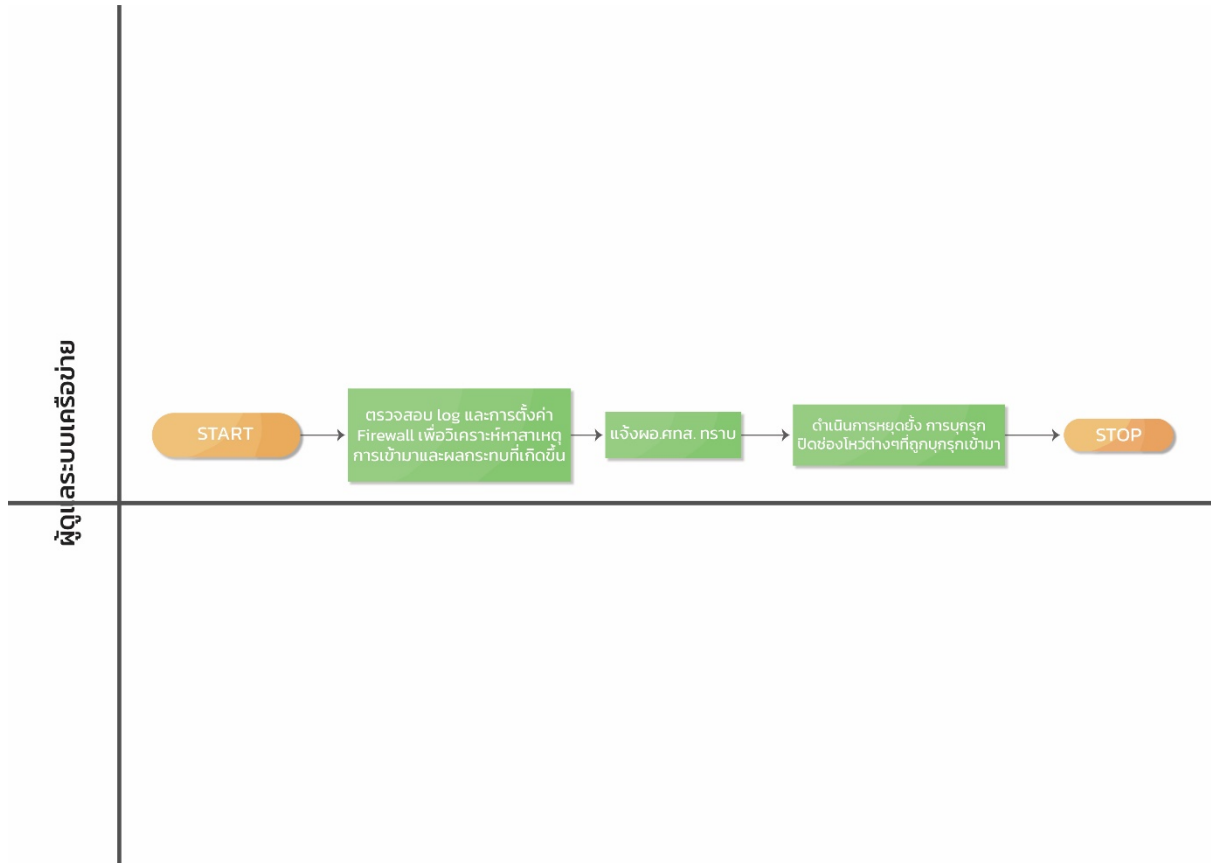 ผู้ดูแลระบบเครือข่าย
START
ตรวจสอบ log และการตั้งค่า
Firewall เพื่อวิเคราะห์หาสาเหตุ
การเข้ามาและผลกระทบที่เกิดขึ้น
แจ้งผอ.ศทส. ทราบ
ดำเนินการหยุดยั้ง การบุกรุก
ปิดช่องโหว่ต่างๆที่ถูกบุกรุกเข้ามา
STOP